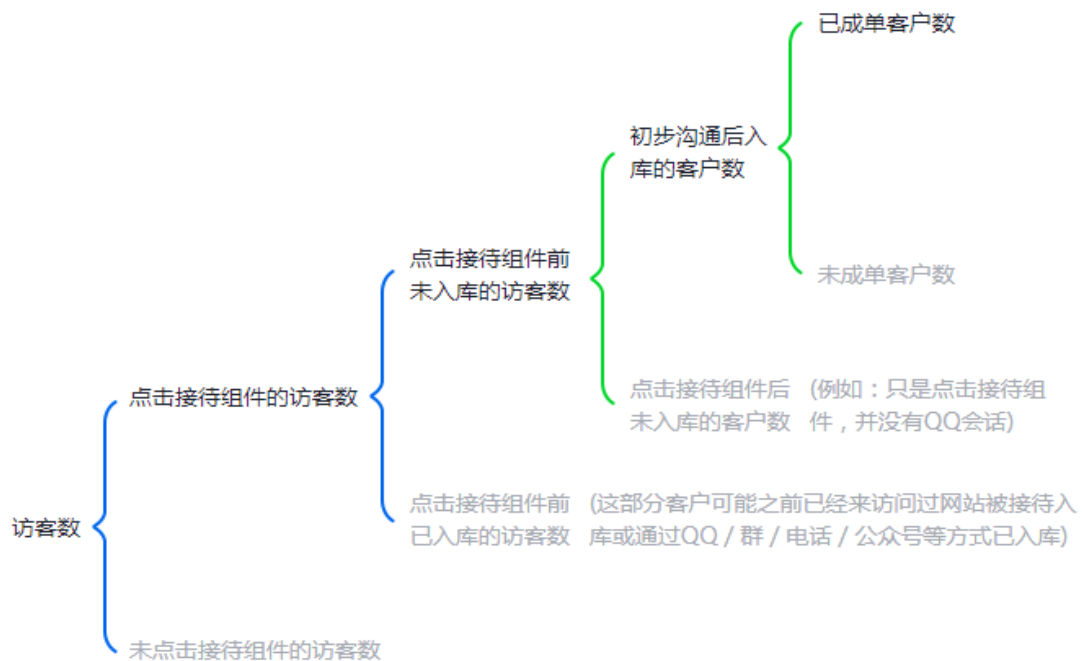 已成单客户数
初步沟通后入
库的客户数
未成单客户数
点击接待组件前
未入库的访客数
点击接待组件后 (例如：只是点击接待组
未入库的客户数 件，并没有QQ会话)
点击接待组件的访客数
点击接待组件前 (这部分客户可能之前已经来访问过网站被接待入
已入库的访客数 库或通过QQ / 群 / 电话 / 公众号等方式已入库)
访客数
未点击接待组件的访客数